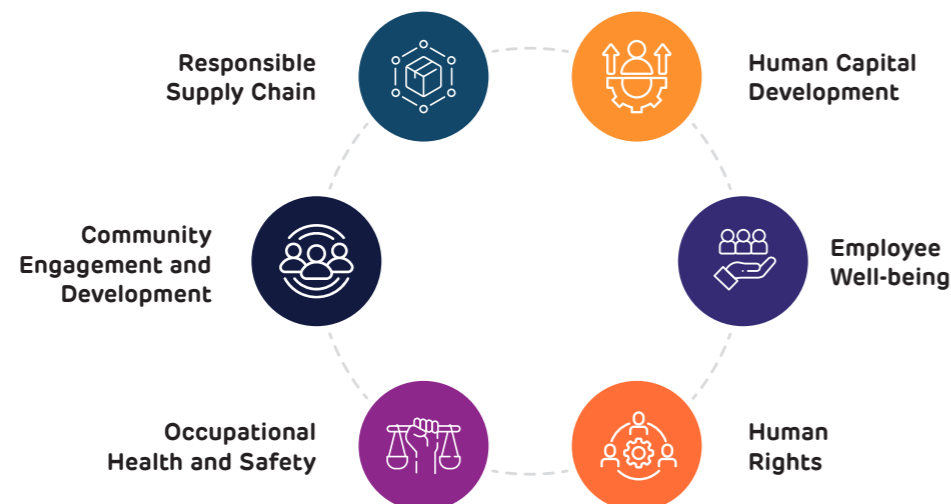 Responsible
Supply Chain
Human Capital
Development
Community
Engagement and
Development
Employee
Well-being
Occupational
Health and Safety
Human
Rights